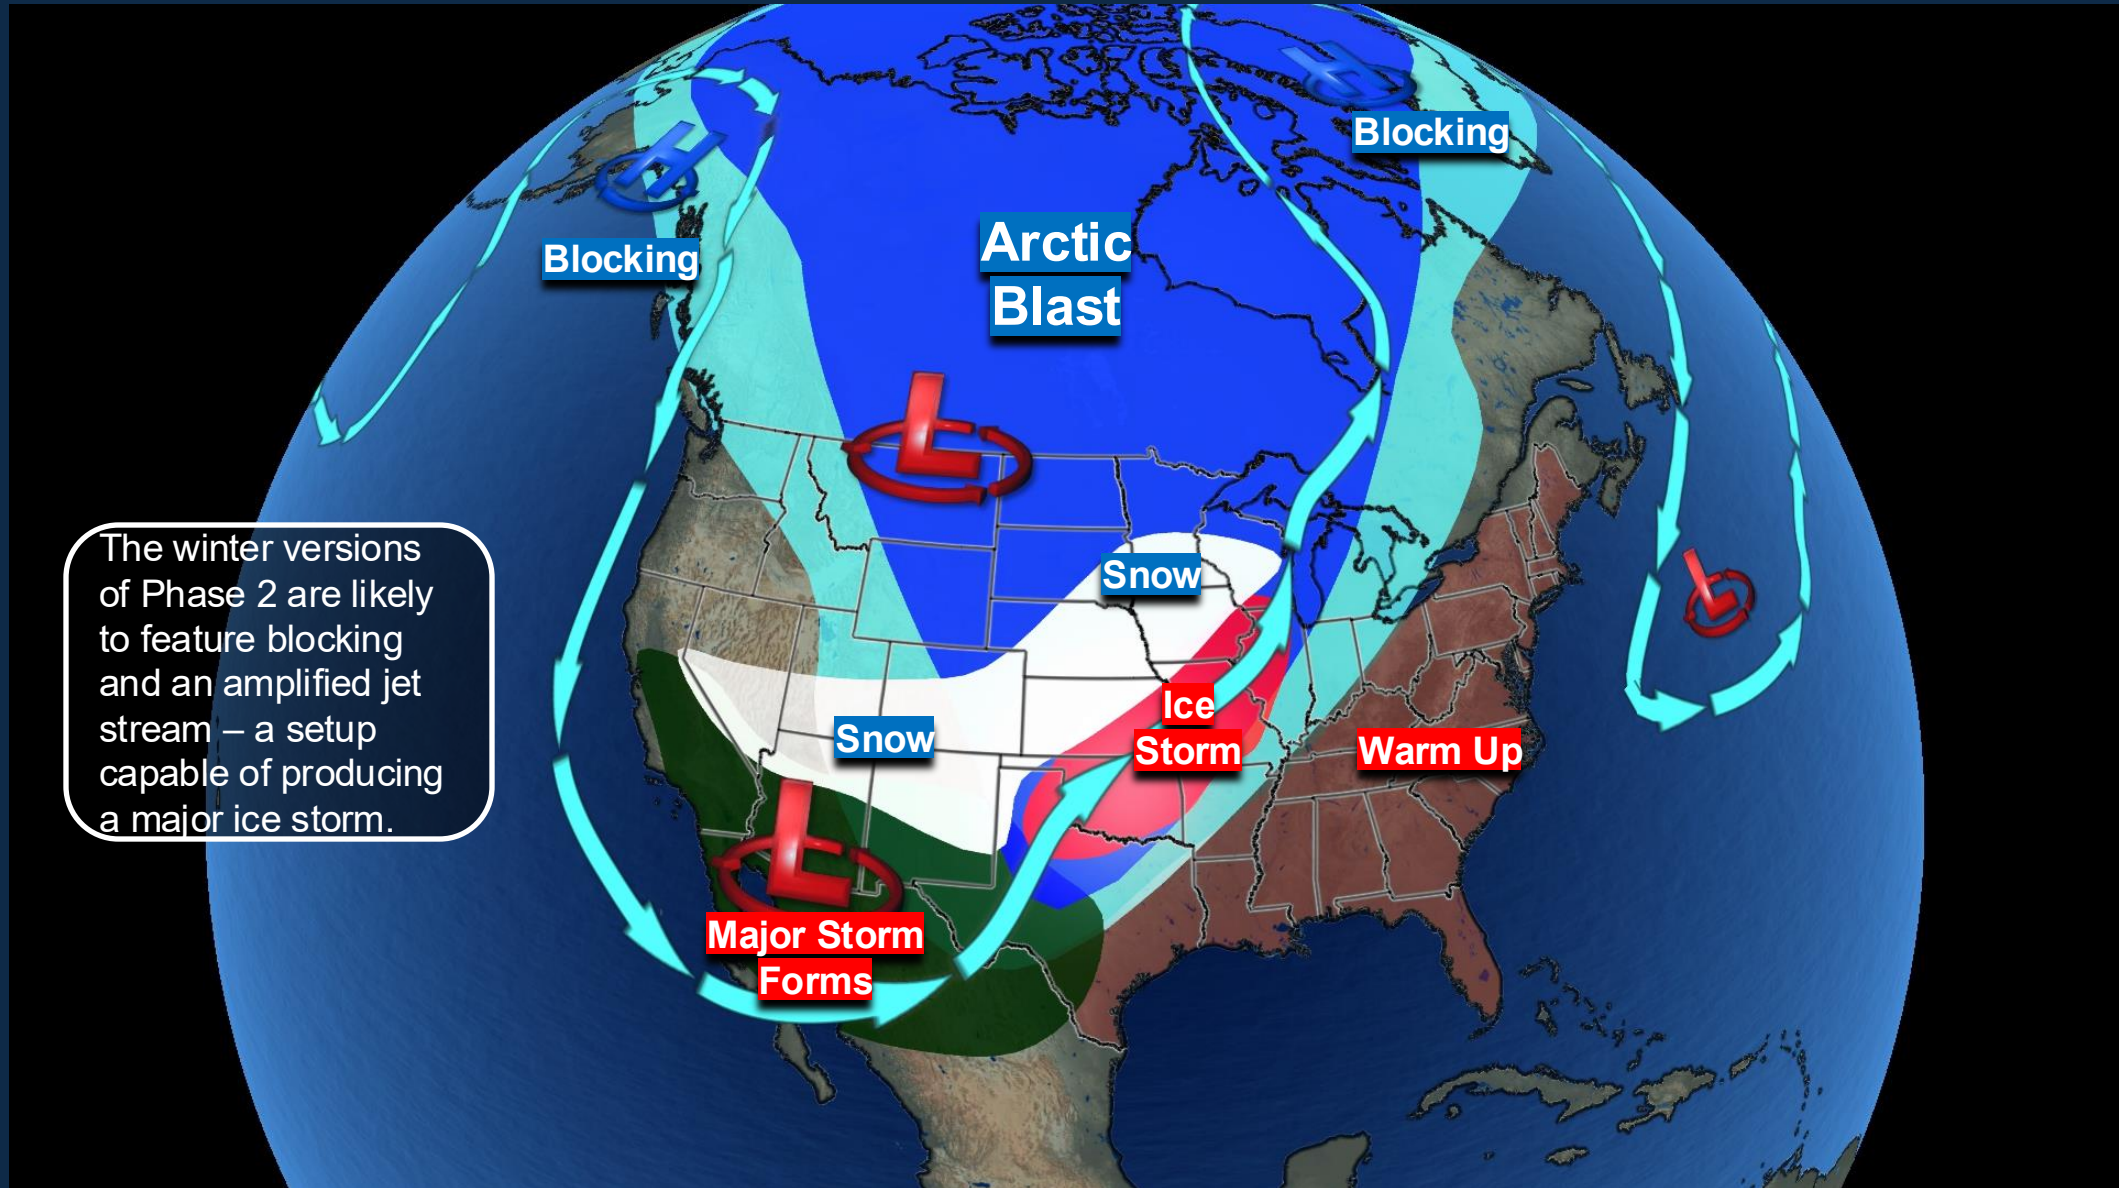 Blocking
Blocking
Arctic
Blast
H
H
L
The winter versions
of Phase 2 are likely
to feature blocking
and an amplified jet
stream – a setup
capable of producing
a major ice storm.
Snow
L
Ice
Storm
Snow
Warm Up
L
Major Storm
Forms